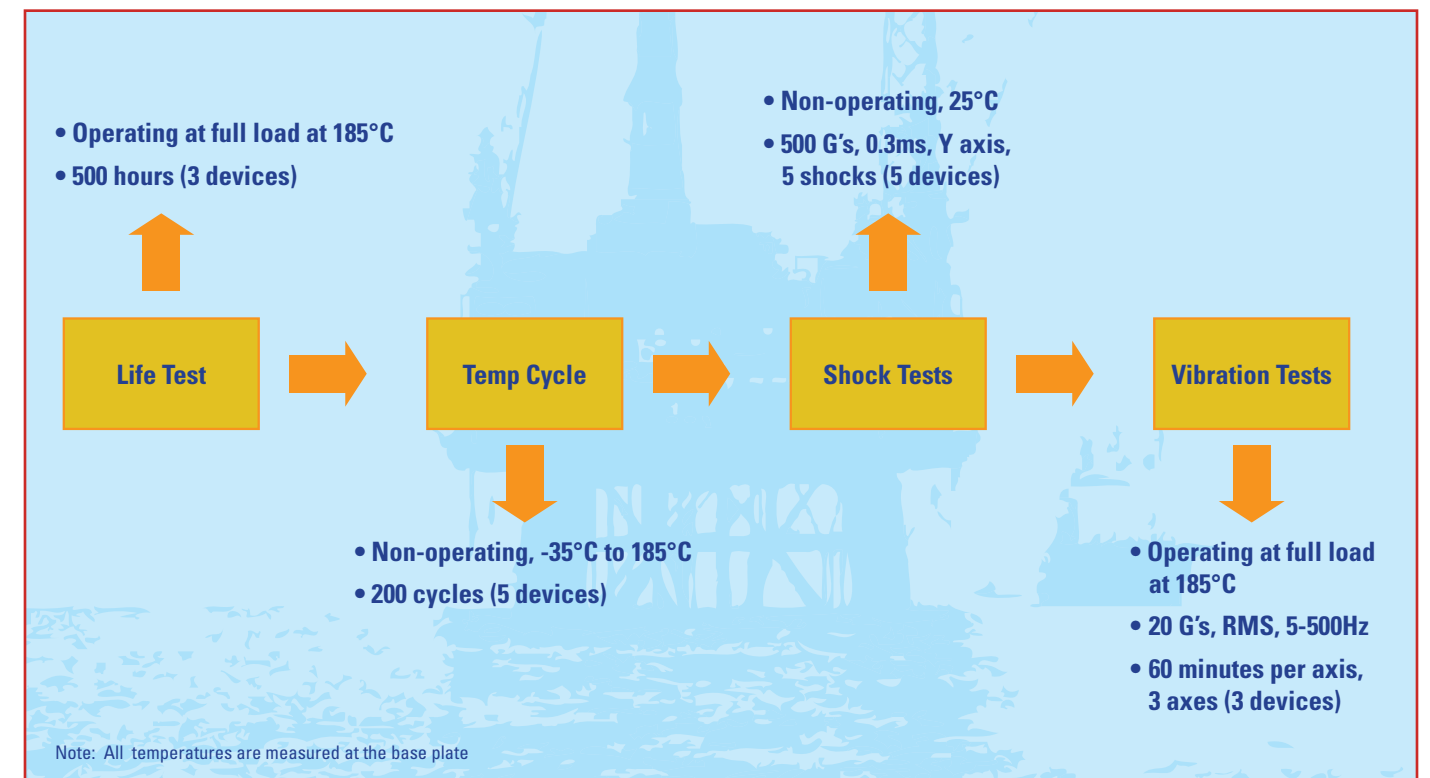 • Operating at full load at 185°C
• 500 hours (3 devices)
• Non-operating, 25°C
• 500 G's, 0.3ms, Y axis,
5 shocks (5 devices)
Life Test
Temp Cycle
Shock Tests
Vibration Tests
• Non-operating, -35°C to 185°C
• 200 cycles (5 devices)
• Operating at full load
at 185°C
• 20 G's, RMS, 5-500Hz
• 60 minutes per axis,
3 axes (3 devices)
Note: All temperatures are measured at the base plate